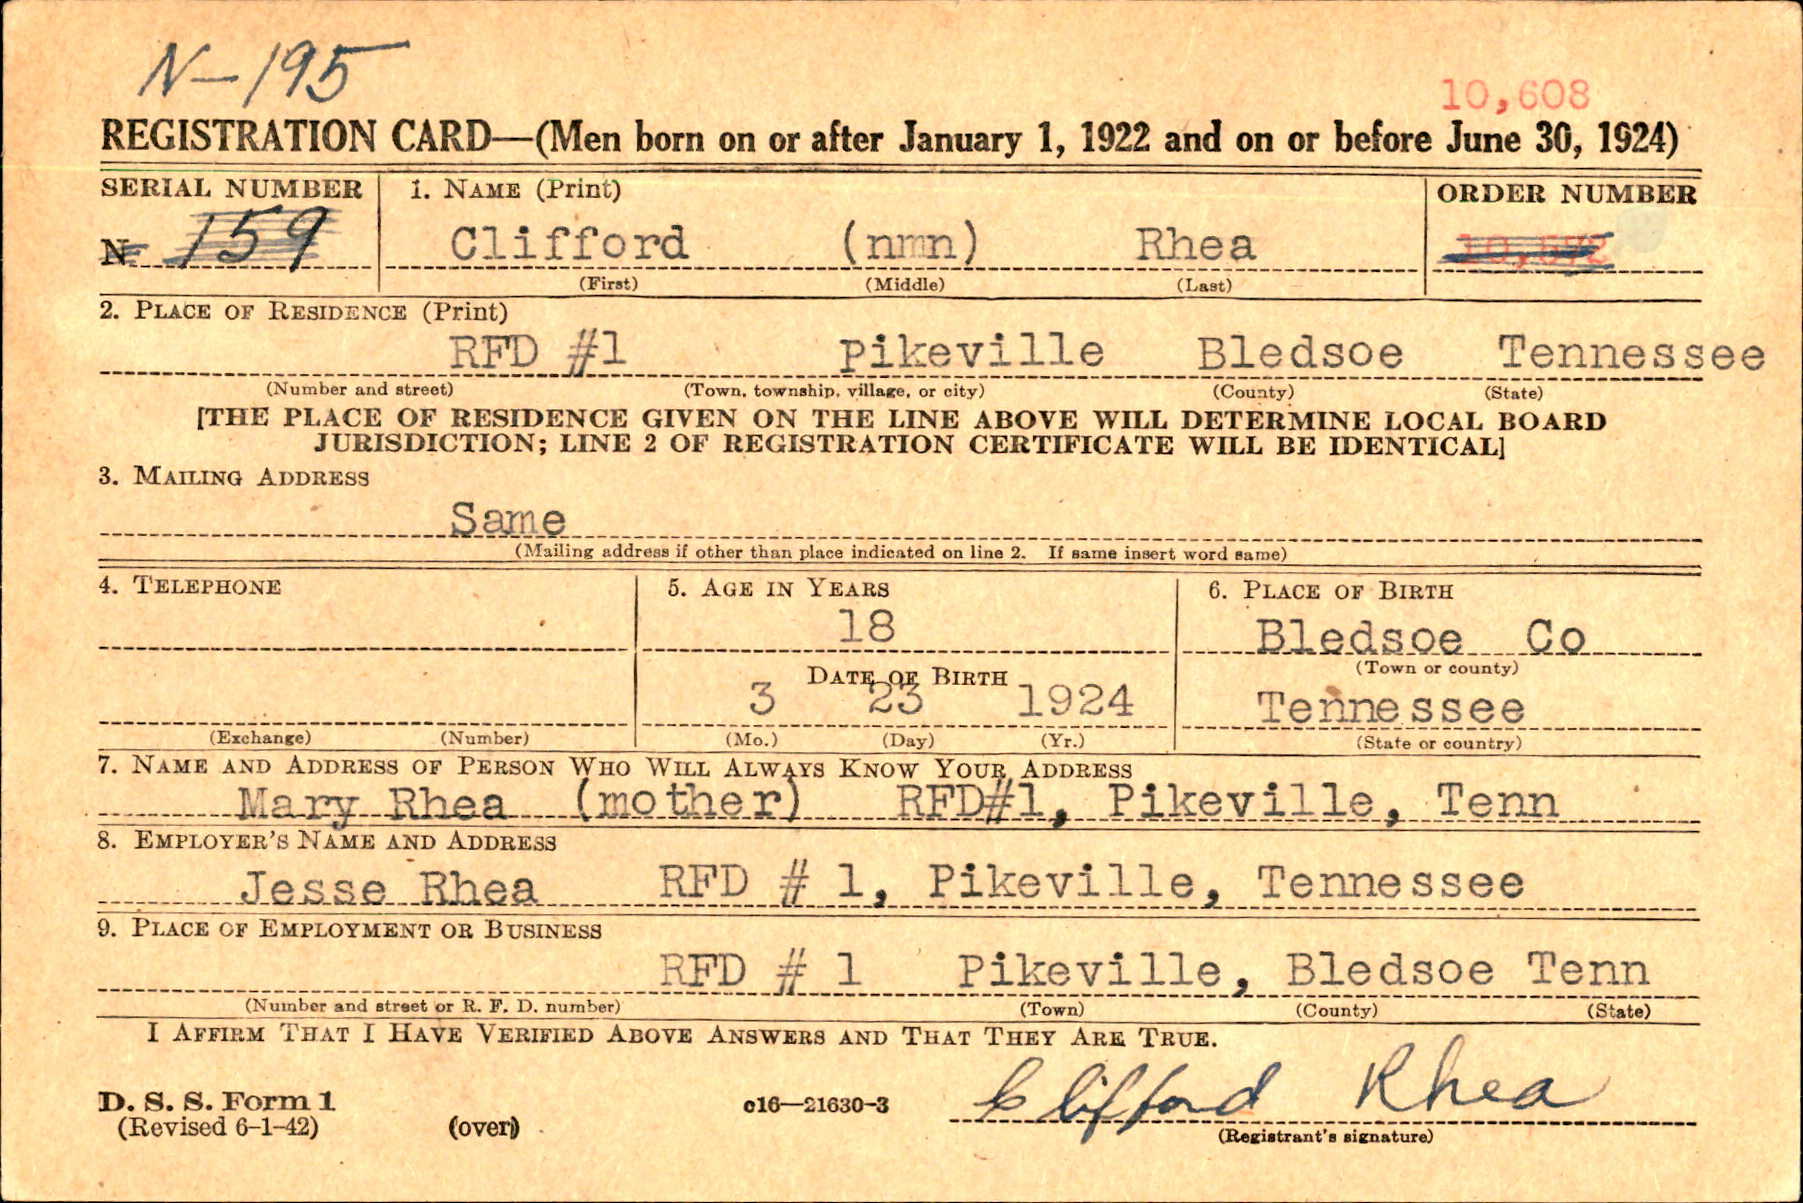 N-195
10,608
REGISTRATION CARD—(Men born on or after January 1, 1922 and on or before June 30, 1924)
SERIAL NUMBER 1. NAME (Print) ORDER NUMBER
N 159 Clifford (nmn) Rhea
(First) (Middle) (Last)
2. PLACE OF RESIDENCE (Print)
RFD #1 Pikeville Bledsoe Tennessee
(Number and street) (Town, township, village, or city) (County) (State)
[THE PLACE OF RESIDENCE GIVEN ON THE LINE ABOVE WILL DETERMINE LOCAL BOARD
JURISDICTION; LINE 2 OF REGISTRATION CERTIFICATE WILL BE IDENTICAL]
3. MAILING ADDRESS
Same
(Mailing address if other than place indicated on line 2. If same insert word same)
4. TELEPHONE 5. AGE IN YEARS 6. PLACE OF BIRTH
18 Bledsoe Co
(Town or county)
DATE OF BIRTH
3 23 1924 Tennessee
(Exchange) (Number) (Mo.) (Day) (Yr.) (State or country)
7. NAME AND ADDRESS OF PERSON WHO WILL ALWAYS KNOW YOUR ADDRESS
Mary Rhea (mother) RFD#1, Pikeville, Tenn
8. EMPLOYER'S NAME AND ADDRESS
Jesse Rhea RFD # 1, Pikeville, Tennessee
9. PLACE OF EMPLOYMENT OR BUSINESS
RFD # 1 Pikeville, Bledsoe Tenn
(Number and street or R. F. D. number) (Town) (County) (State)
I AFFIRM THAT I HAVE VERIFIED ABOVE ANSWERS AND THAT THEY ARE TRUE.
Clifford Rhea
D. S. S. Form 1 c16—21630-3
(Revised 6-1-42) (over) (Registrant's signature)